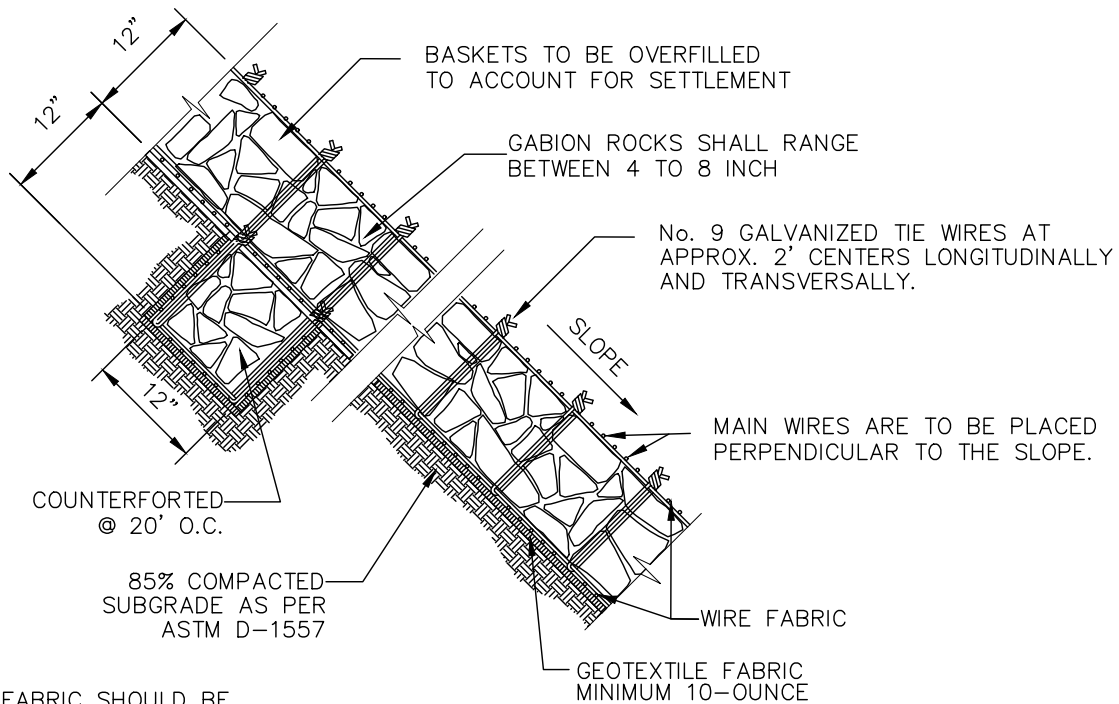 12"
12"
BASKETS TO BE OVERFILLED
TO ACCOUNT FOR SETTLEMENT
GABION ROCKS SHALL RANGE
BETWEEN 4 TO 8 INCH
No. 9 GALVANIZED TIE WIRES AT
APPROX. 2' CENTERS LONGITUDINALLY
AND TRANSVERSALLY.
SLOPE
12"
MAIN WIRES ARE TO BE PLACED
PERPENDICULAR TO THE SLOPE.
COUNTERFORTED
@ 20' O.C.
85% COMPACTED
SUBGRADE AS PER
ASTM D-1557
WIRE FABRIC
GEOTEXTILE FABRIC
MINIMUM 10-OUNCE
FABRIC SHOULD BE